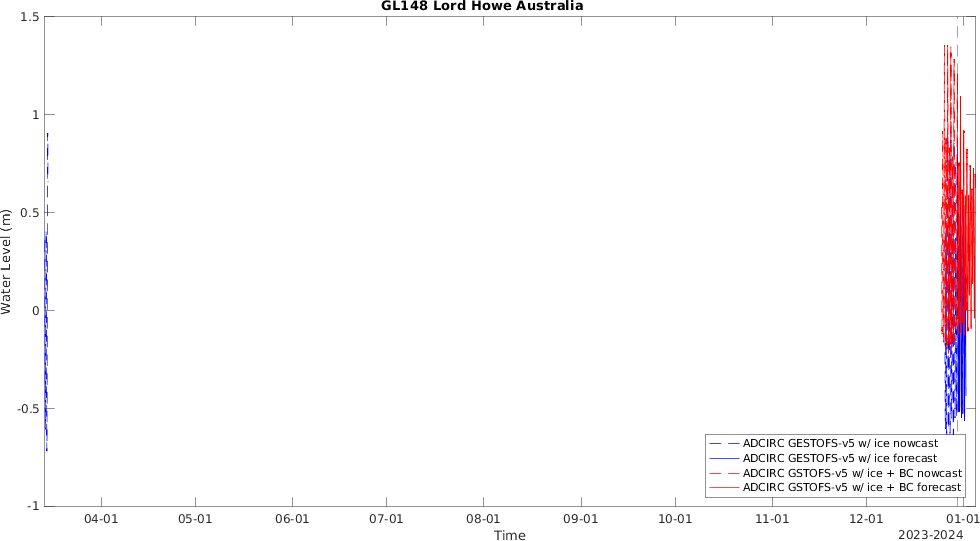 GL148 Lord Howe Australia
1.5
1
0.5
0
-0.5
-1
Water Level (m)
04-01 05-01 06-01 07-01 08-01 09-01 10-01 11-01 12-01 01-01
Time
2023-2024
ADCIRC GESTOFS-v5 w/ ice nowcast
ADCIRC GESTOFS-v5 w/ ice forecast
ADCIRC GSTOFS-v5 w/ ice + BC nowcast
ADCIRC GSTOFS-v5 w/ ice + BC forecast